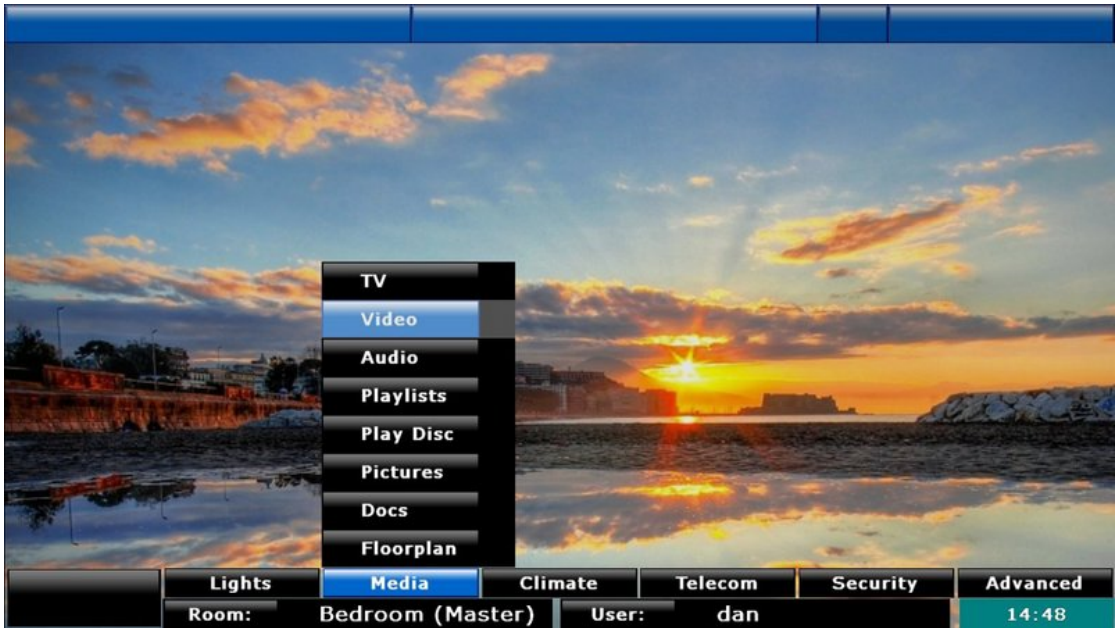 TV
Video
Audio
Playlists
Play Disc
Pictures
Docs
Floorplan
Lights Media Climate Telecom Security Advanced
Room: Bedroom (Master) User: dan 14:48